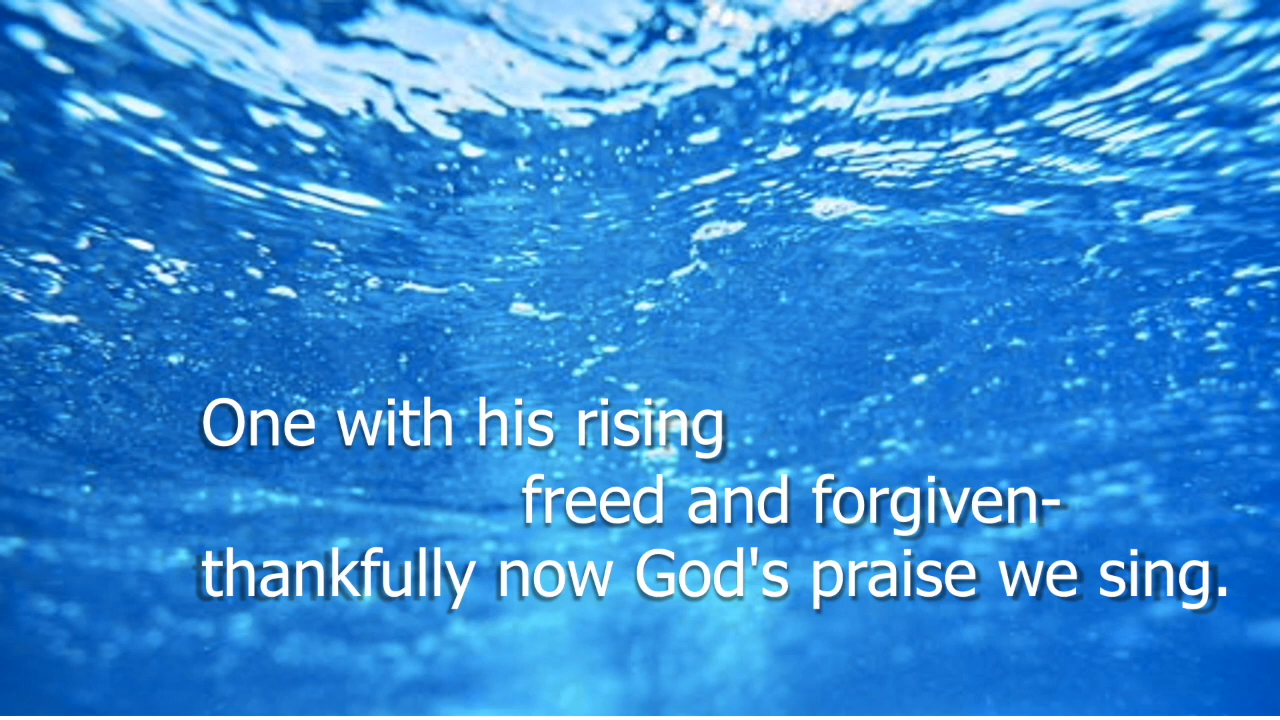 One with his rising
freed and forgiven-
thankfully now God's praise we sing.